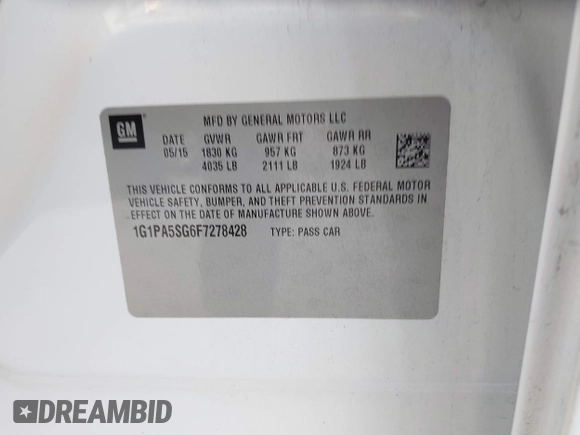 GM
MFD BY GENERAL MOTORS LLC
DATE GVWR GAWR FRT GAWR RR
05/15 1830 KG 957 KG 873 KG
4035 LB 2111 LB 1924 LB
THIS VEHICLE CONFORMS TO ALL APPLICABLE U.S. FEDERAL MOTOR
VEHICLE SAFETY, BUMPER, AND THEFT PREVENTION STANDARDS IN
EFFECT ON THE DATE OF MANUFACTURE SHOWN ABOVE.
1G1PA5SG6F7278428 TYPE: PASS CAR
DREAMBID